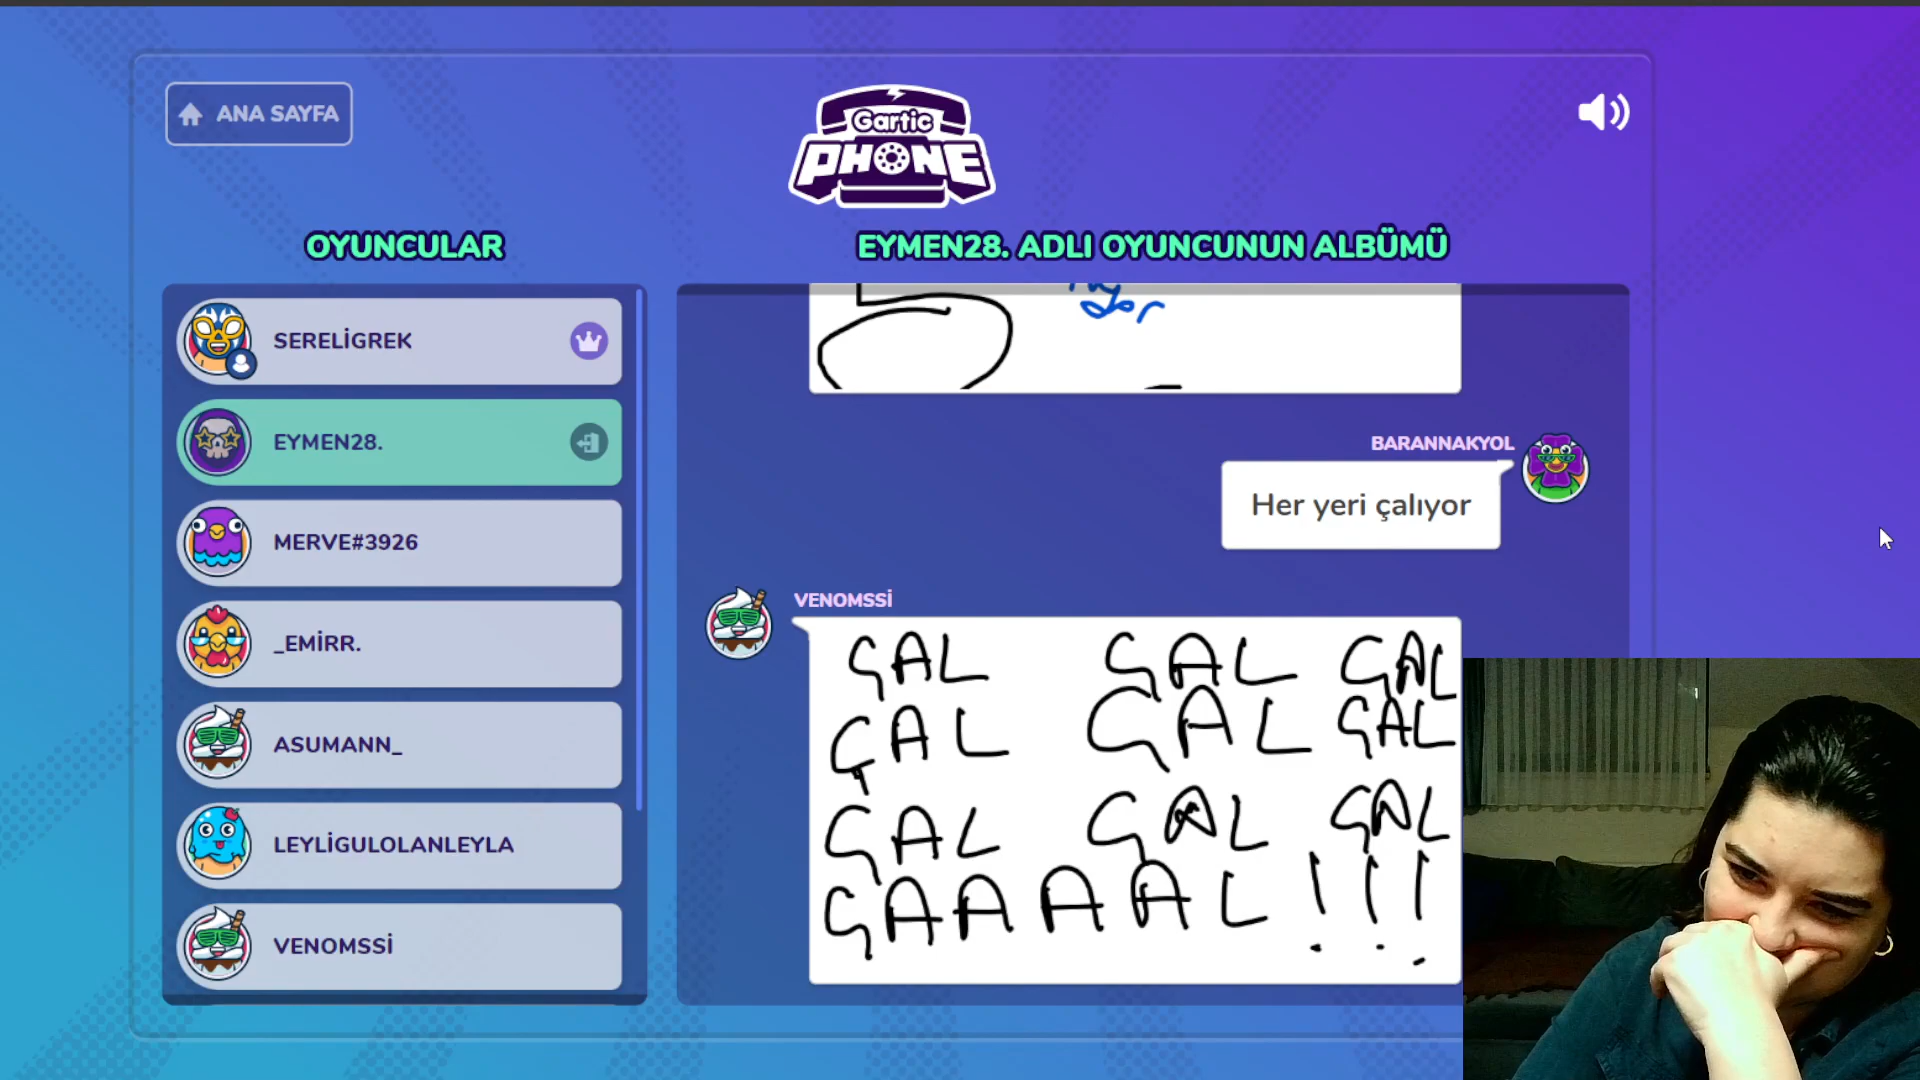 ANA SAYFA
Gartic
PHONE
OYUNCULAR
EYMEN28. ADLI OYUNCUNUN ALBÜMÜ
SERELİGREK
EYMEN28.
MERVE#3926
_EMİRR.
ASUMANN_
LEYLİGULOLANLEYLA
VENOMSSİ
BARANNAKYOL
Her yeri çalıyor
VENOMSSİ
ÇAL ÇAL ÇAL
ÇAL ÇAL ÇAL
ÇAL ÇAL ÇAL
ÇAAAAL!!!